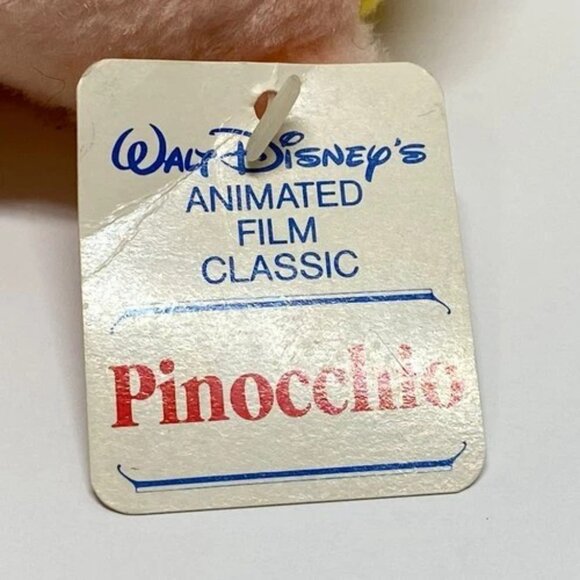 Walt Disney's
ANIMATED
FILM
CLASSIC
Pinocchio